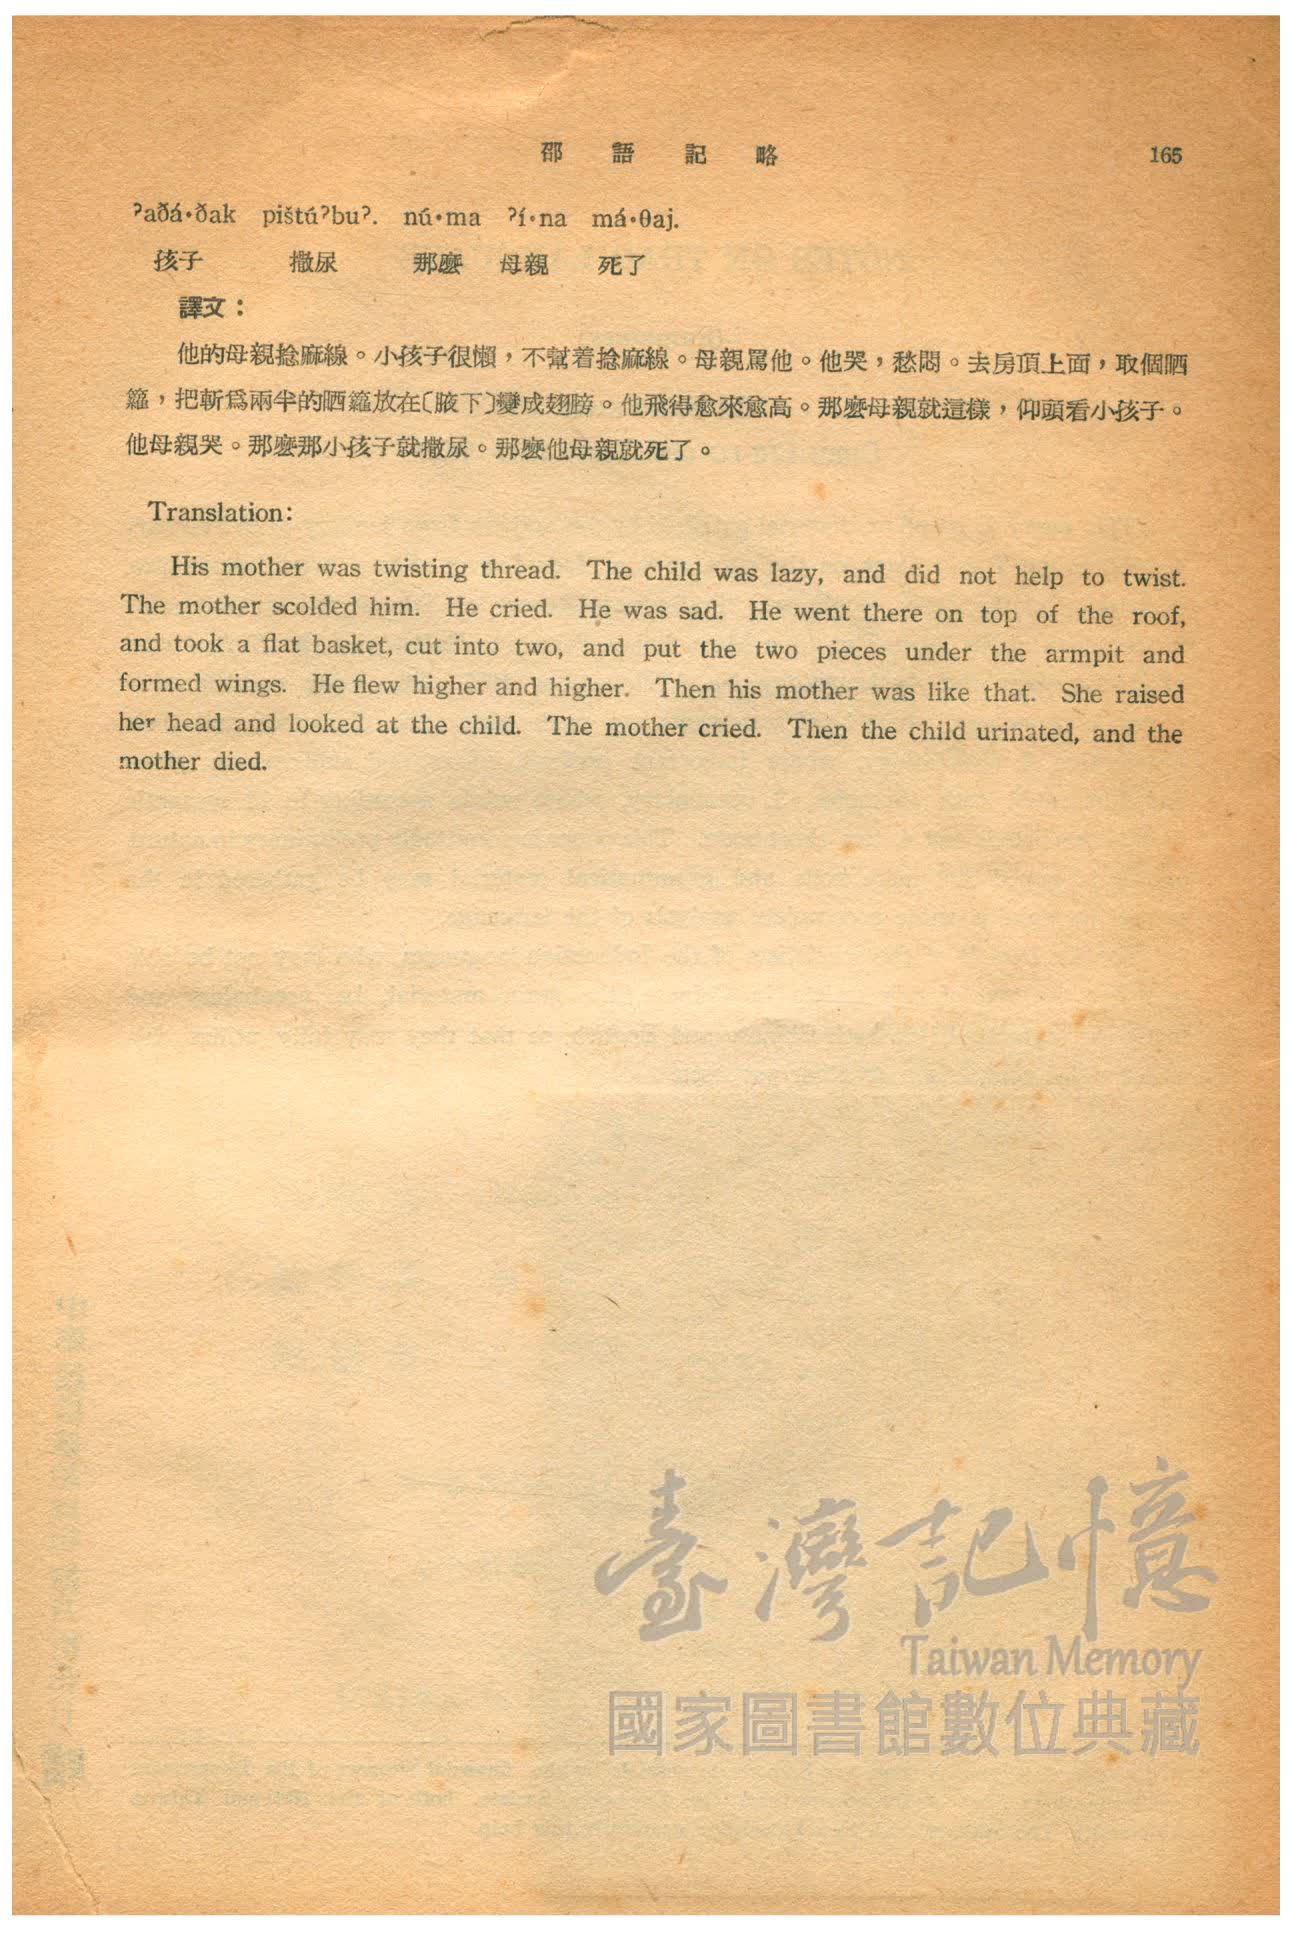 邵語記略 165
ˀaðá·ðak pištúˀbuˀ. nú·ma ˀí·na má·θaj.
孩子 撒尿 那麼 母親 死了
譯文：
他的母親捻麻線。小孩子很懶，不幫着捻麻線。母親罵他。他哭，愁悶。去房頂上面，取個晒
籮，把斬爲兩半的晒籮放在〔腋下〕變成翅膀。他飛得愈來愈高。那麼母親就這樣，仰頭看小孩子。
他母親哭。那麼那小孩子就撒尿。那麼他母親就死了。
Translation:
His mother was twisting thread. The child was lazy, and did not help to twist.
The mother scolded him. He cried. He was sad. He went there on top of the roof,
and took a flat basket, cut into two, and put the two pieces under the armpit and
formed wings. He flew higher and higher. Then his mother was like that. She raised
her head and looked at the child. The mother cried. Then the child urinated, and the
mother died.
臺灣記憶
Taiwan Memory
國家圖書館數位典藏